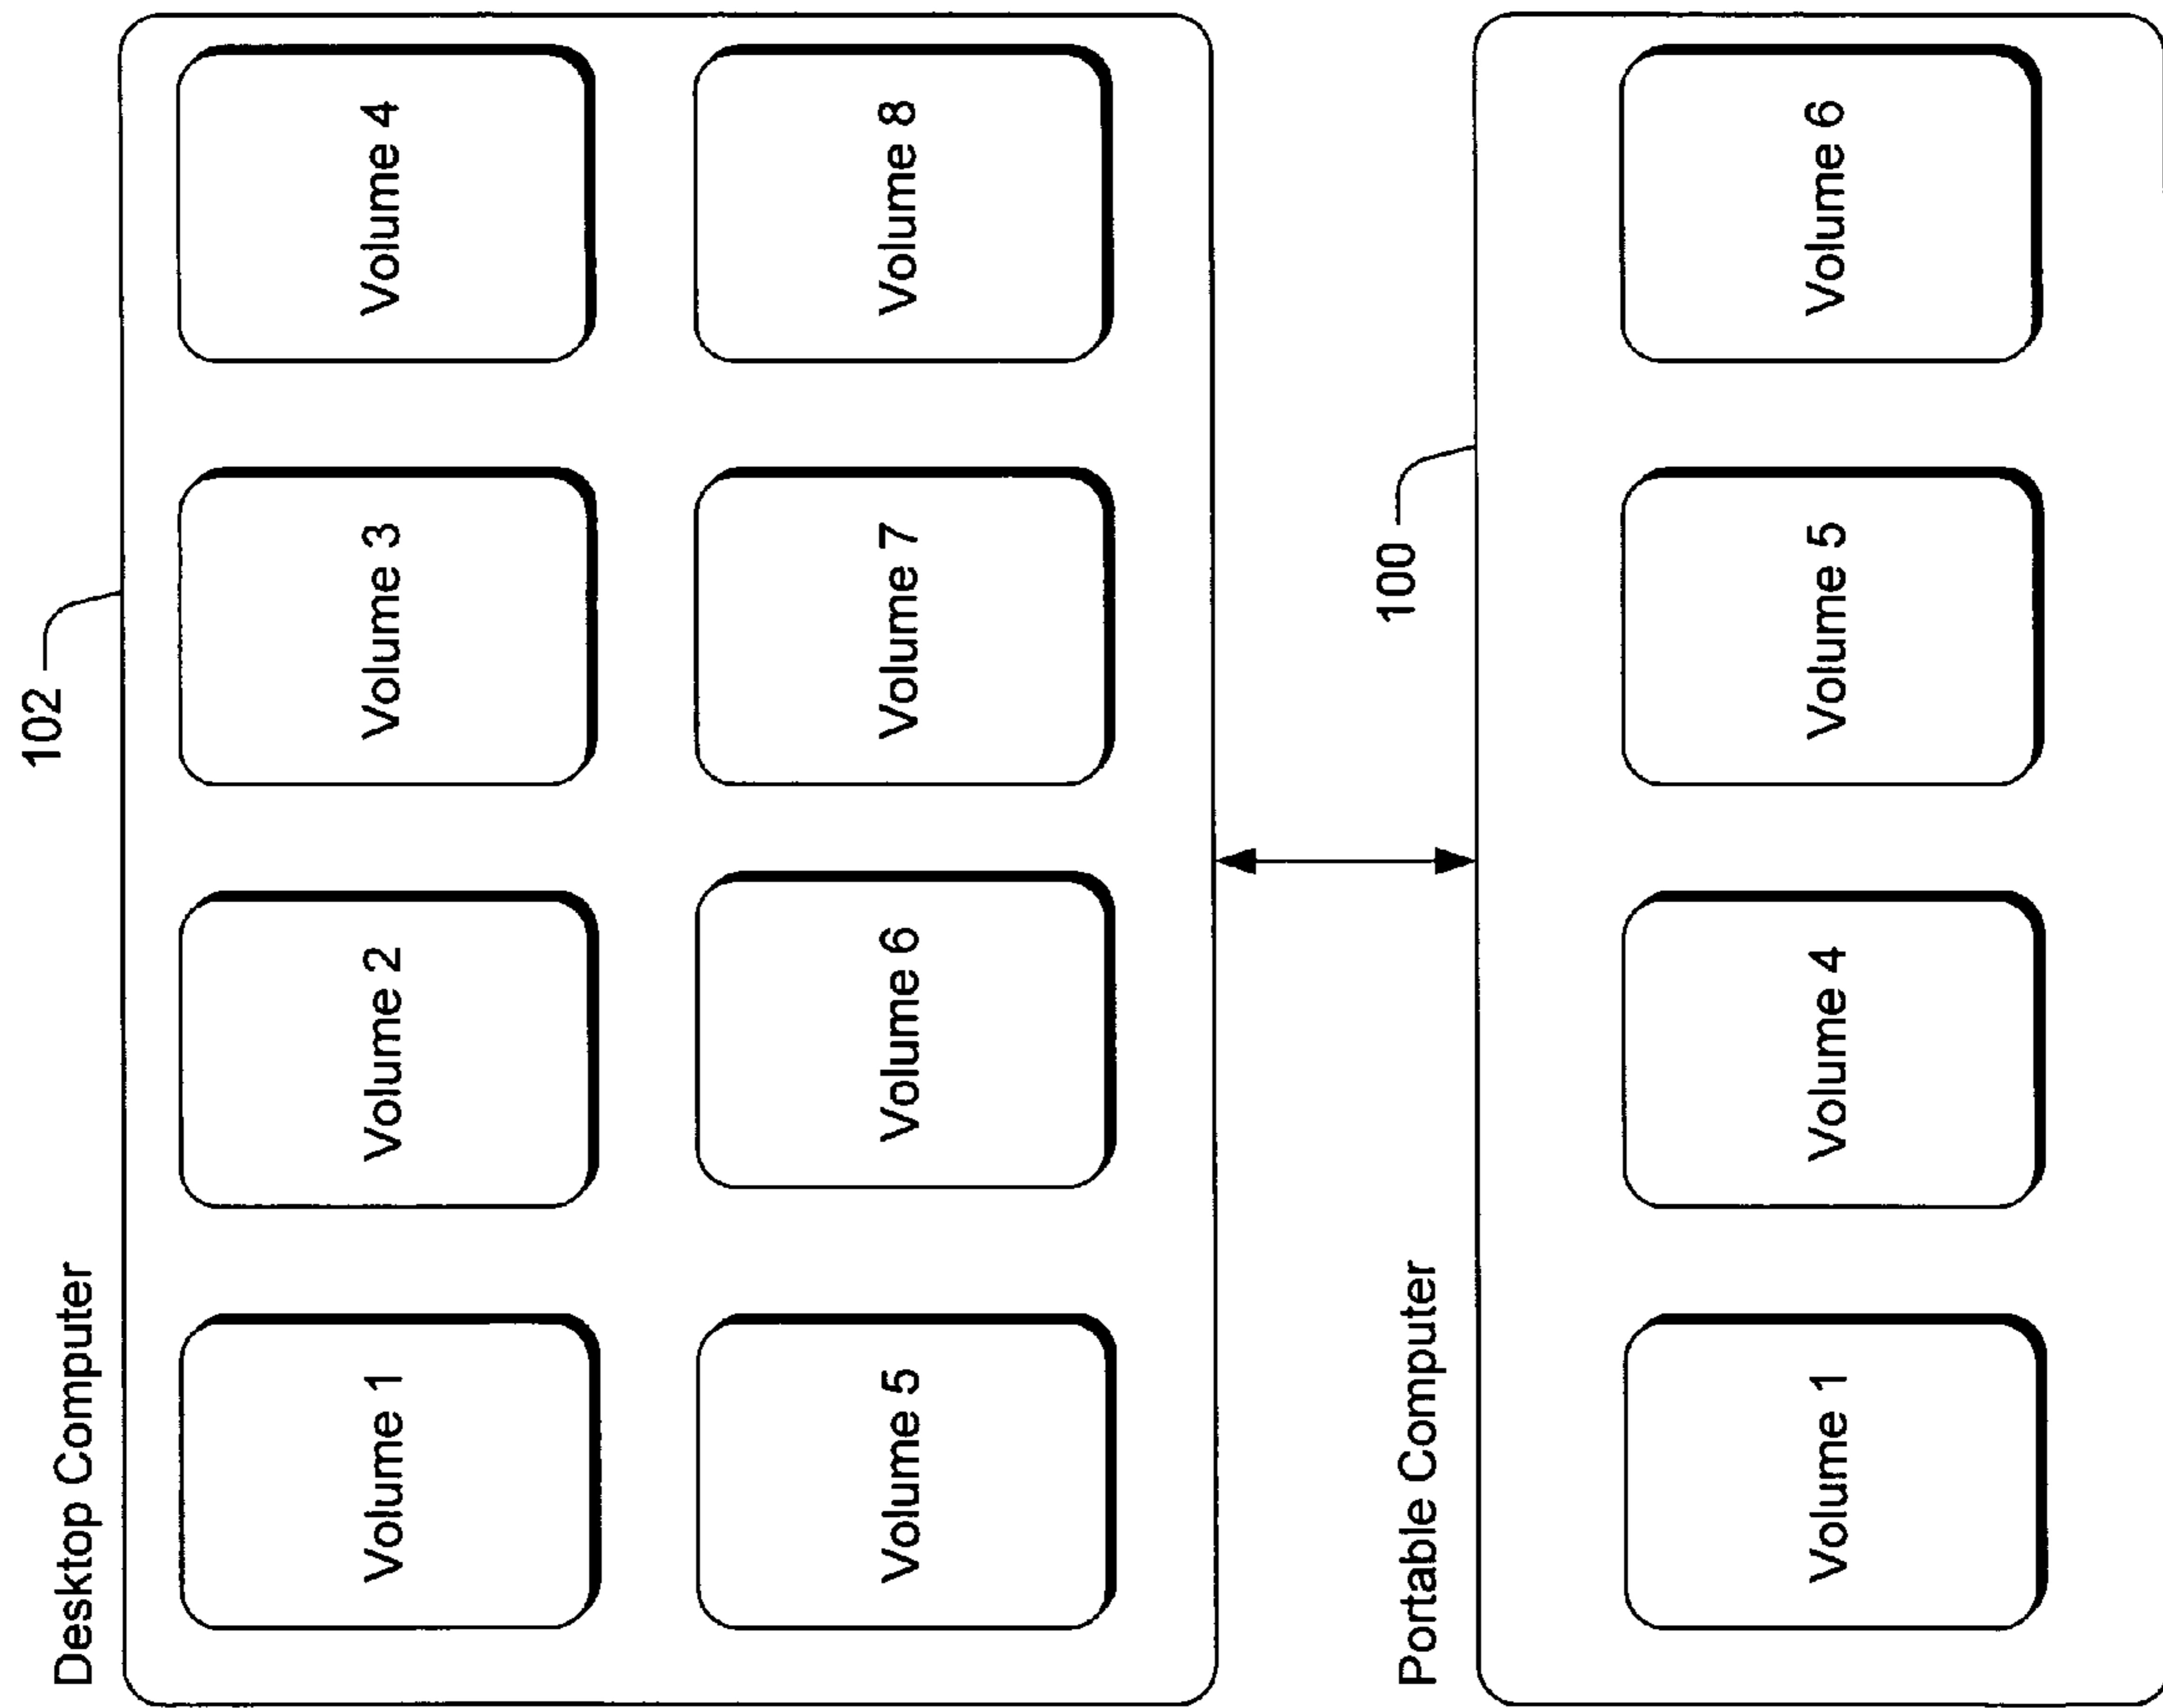 102
Desktop Computer
Volume 1
Volume 2
Volume 3
Volume 4
Volume 5
Volume 6
Volume 7
Volume 8
100
Portable Computer
Volume 1
Volume 4
Volume 5
Volume 6